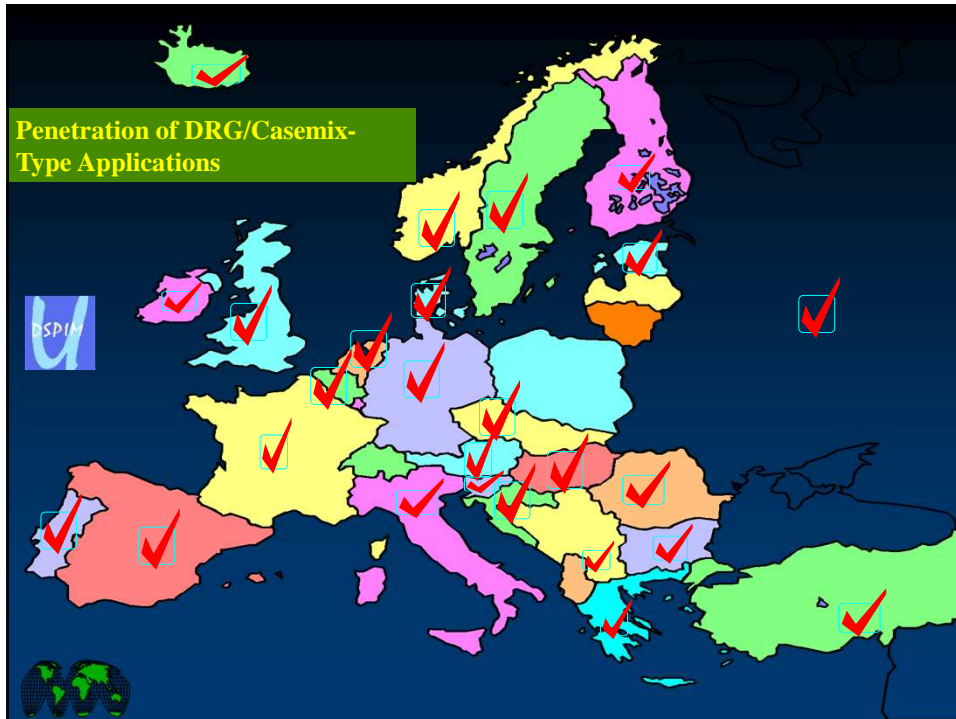 Penetration of DRG/Casemix-
Type Applications
DSPIM
U